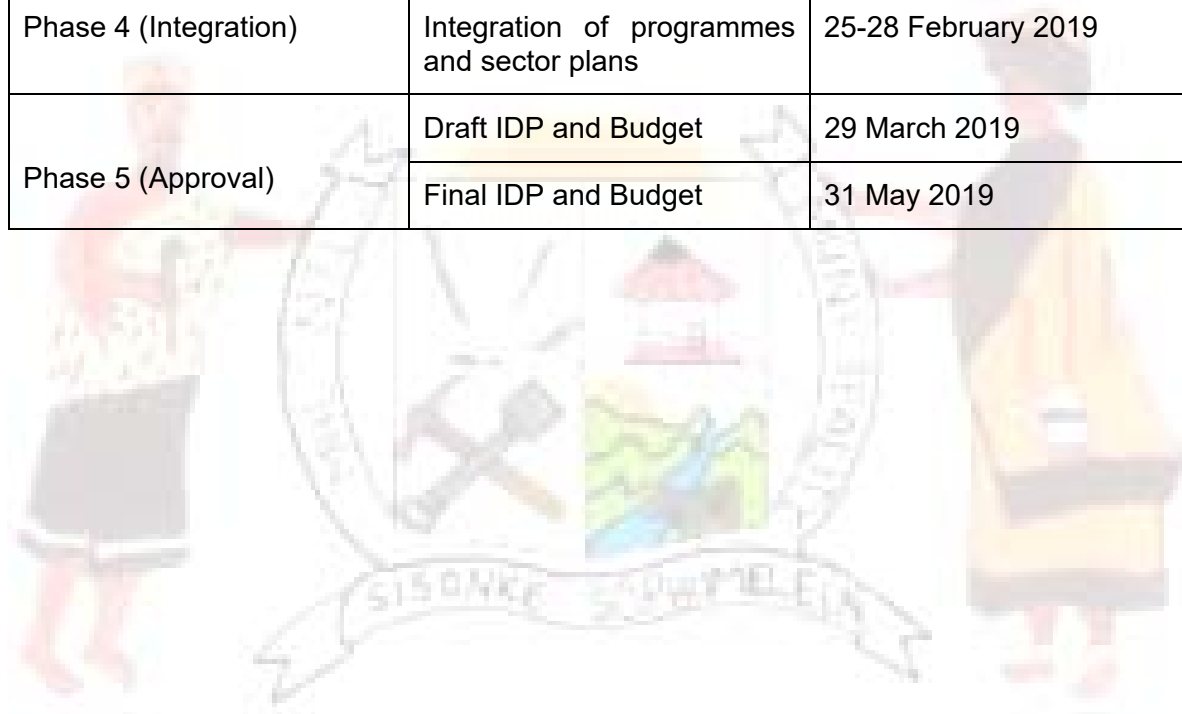 Phase 4 (Integration)
Integration of programmes
and sector plans
25-28 February 2019
Phase 5 (Approval)
Draft IDP and Budget
29 March 2019
Final IDP and Budget
31 May 2019
SISONKE